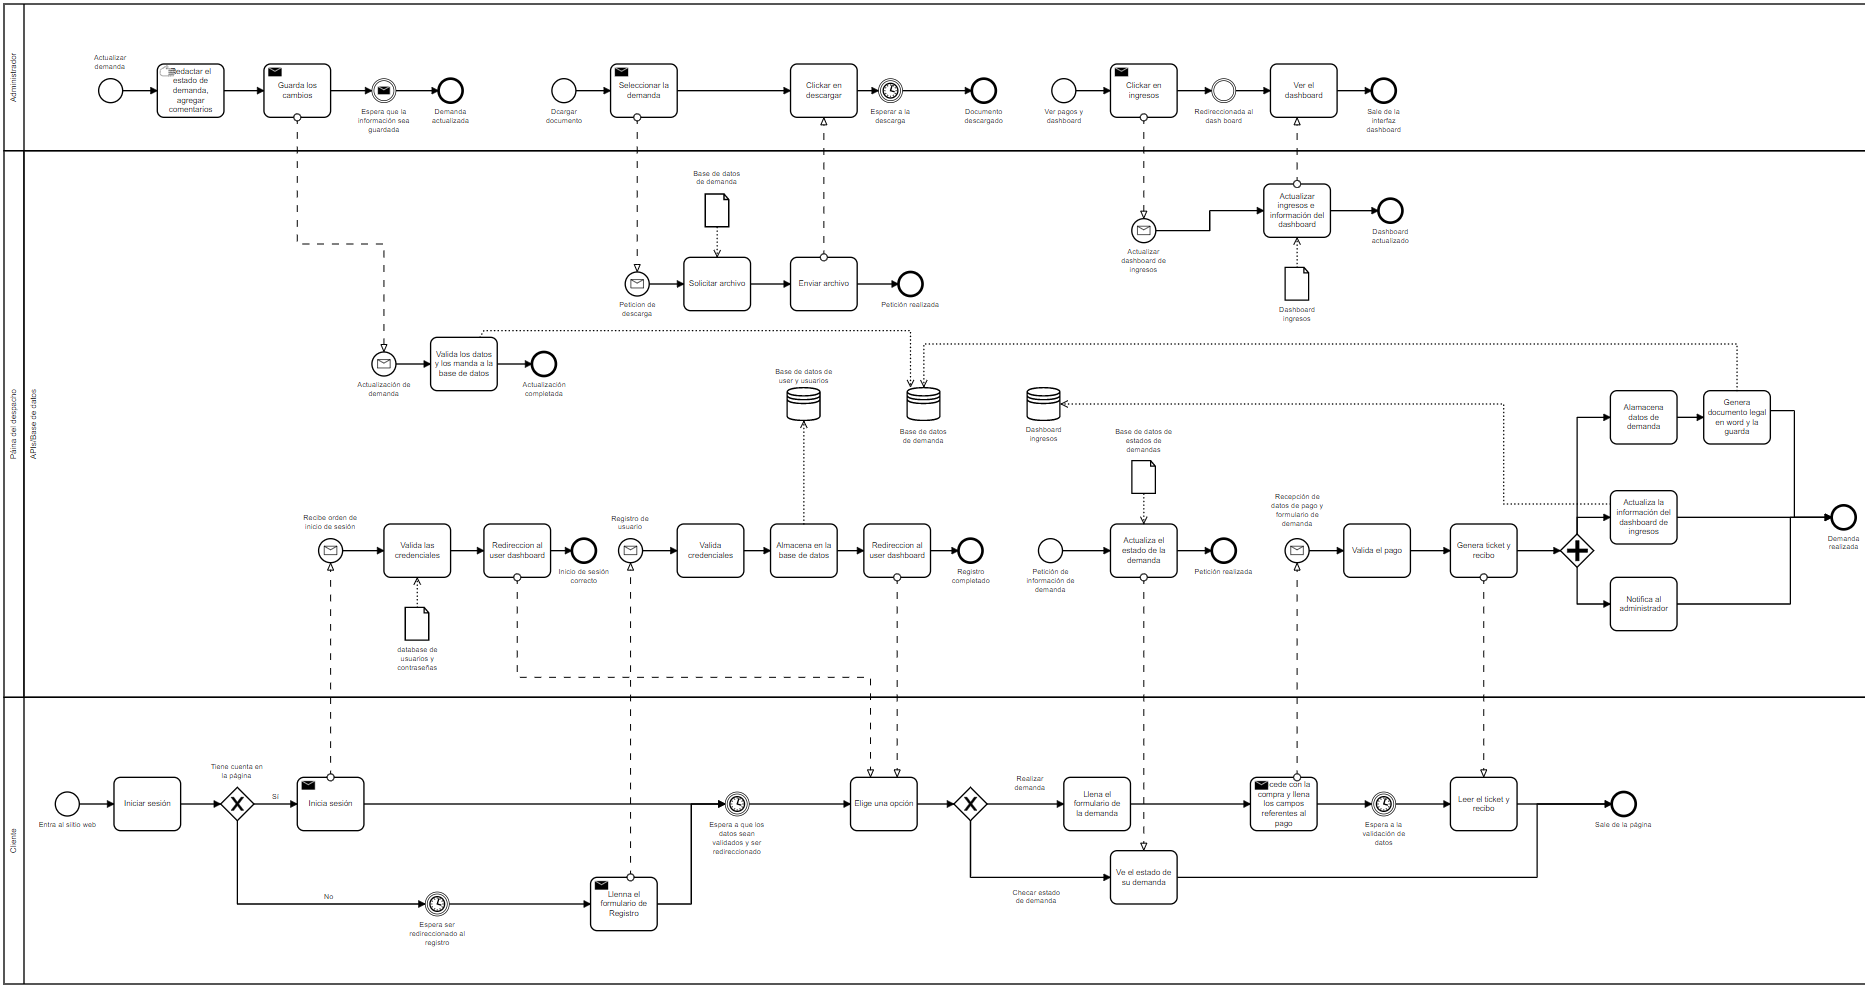 Administrador
Actualizar
demanda
edactar el
estado de
demanda,
agregar
comentarios
Guarda los
cambios
Espera que la
información sea
guardada
Demanda
actualizada
Dcargar
documento
Seleccionar la
demanda
Clickar en
descargar
Esperar a la
descarga
Documento
descargado
Ver pagos y
dashboard
Clickar en
ingresos
Redireccionada al
dash board
Ver el
dashboard
Sale de la
interfaz
dashboard
Páina del despacho
APIs/Base de datos
Base de datos
de demanda
Peticion de
descarga
Solicitar archivo
Enviar archivo
Petición realizada
Actualizar
dashboard de
ingresos
Actualizar
ingresos e
información del
dashboard
Dashboard
actualizado
Dashboard
ingresos
Actualización de
demanda
Valida los datos
y los manda a la
base de datos
Actualización
completada
Base de datos de
user y usuarios
Base de datos
de demanda
Dashboard
ingresos
Base de datos de
estados de
demandas
Alamacena
datos de
demanda
Genera
documento legal
en word y la
guarda
Recibe orden de
inicio de sesión
Valida las
credenciales
Redireccion al
user dashboard
Inicio de sesión
correcto
database de
usuarios y
contraseñas
Registro de
usuario
Valida
credenciales
Almacena en la
base de datos
Redireccion al
user dashboard
Registro
completado
Petición de
información de
demanda
Actualiza el
estado de la
demanda
Petición realizada
Recepción de
datos de pago y
formulario de
demanda
Valida el pago
Genera ticket y
recibo
Actualiza la
información del
dashboard de
ingresos
Notifica al
administrador
Demanda
realizada
Cliente
Entra al sitio web
Iniciar sesión
Tiene cuenta en
la página
Sí
No
Inicia sesión
Espera ser
redireccionado al
registro
Llenna el
formulario de
Registro
Espera a que los
datos sean
validados y ser
redireccionado
Elige una opción
Realizar
demanda
Checar estado
de demanda
Llena el
formulario de
la demanda
Ve el estado de
su demanda
cede con la
compra y llena
los campos
referentes al
pago
Espera a la
validación de
datos
Leer el ticket y
recibo
Sale de la página